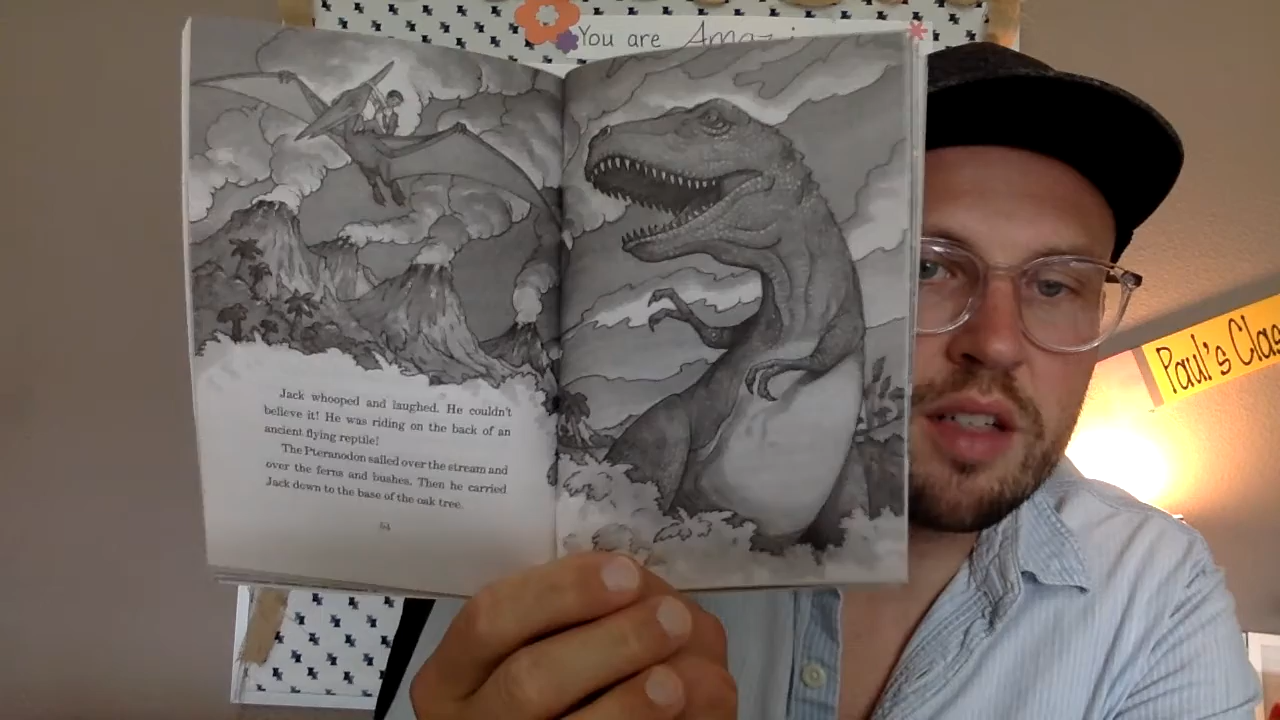 You are Amazi
Paul's Clas
Jack whooped and laughed. He couldn't
believe it! He was riding on the back of an
ancient flying reptile!
The Pteranodon sailed over the stream and
over the ferns and bushes. Then he carried
Jack down to the base of the oak tree.